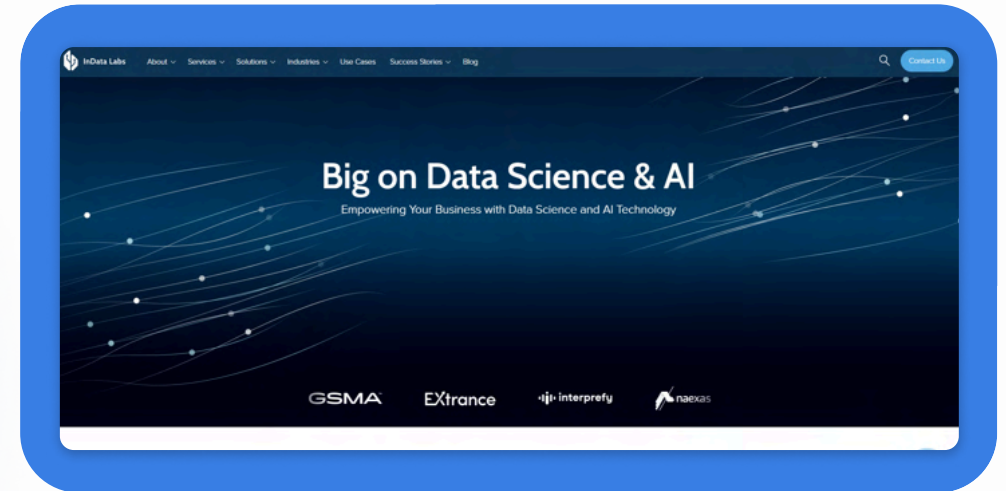 InData Labs About Services Solutions Industries Use Cases Success Stories Blog Contact Us
Big on Data Science & AI
Empowering Your Business with Data Science and AI Technology
GSMA EXtrance interprefy naexas